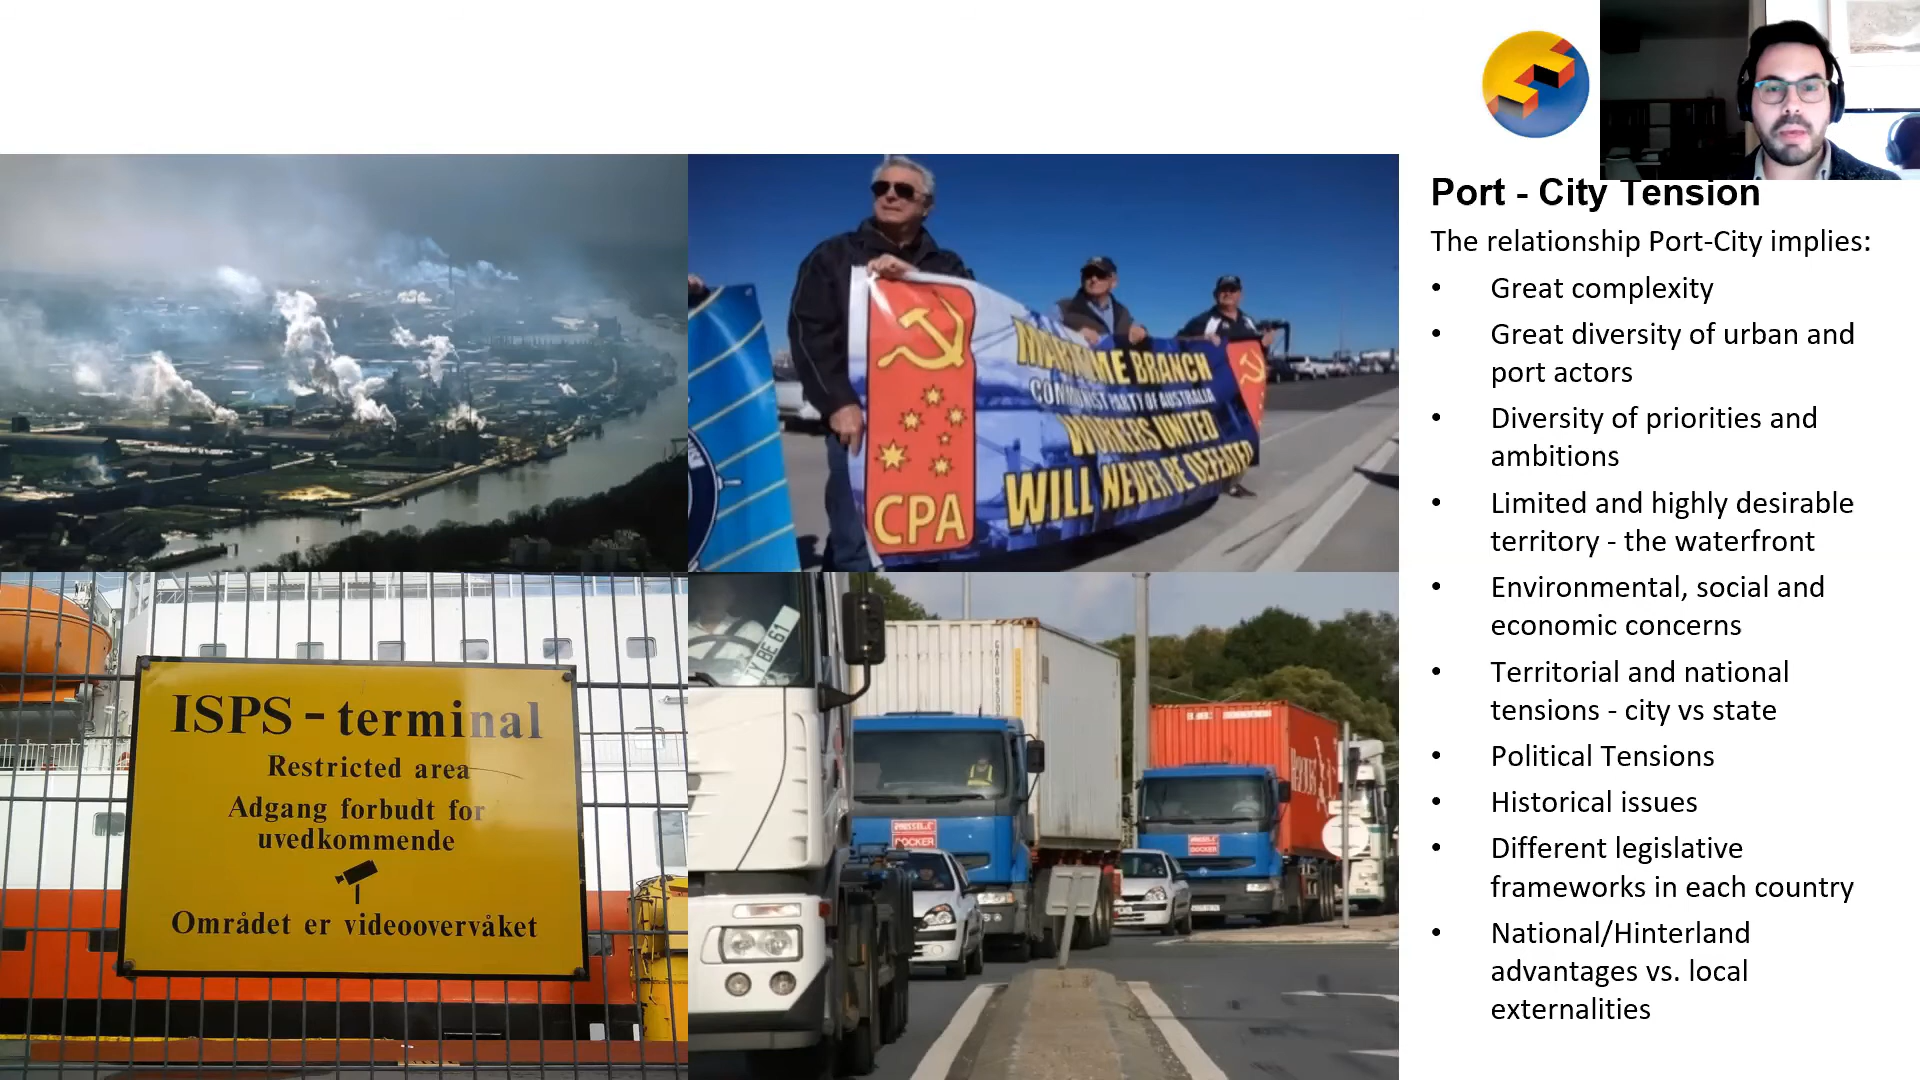 Port - City Tension
The relationship Port-City implies:
• Great complexity
• Great diversity of urban and
port actors
• Diversity of priorities and
ambitions
• Limited and highly desirable
territory - the waterfront
• Environmental, social and
economic concerns
• Territorial and national
tensions - city vs state
• Political Tensions
• Historical issues
• Different legislative
frameworks in each country
• National/Hinterland
advantages vs. local
externalities
MARITIME BRANCH
COMMUNIST PARTY OF AUSTRALIA
WORKERS UNITED
WILL NEVER BE DEFEATED
CPA
ISPS - terminal
Restricted area
Adgang forbudt for
uvedkommende
Området er videoovervåket